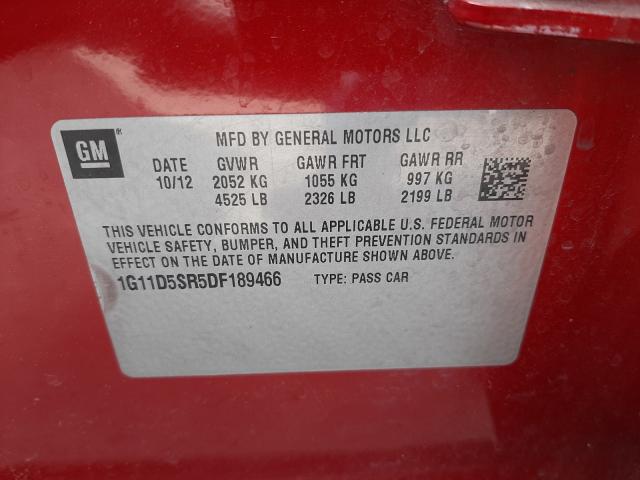 GM
MFD BY GENERAL MOTORS LLC
DATE GVWR GAWR FRT GAWR RR
10/12 2052 KG 1055 KG 997 KG
4525 LB 2326 LB 2199 LB
THIS VEHICLE CONFORMS TO ALL APPLICABLE U.S. FEDERAL MOTOR
VEHICLE SAFETY, BUMPER, AND THEFT PREVENTION STANDARDS IN
EFFECT ON THE DATE OF MANUFACTURE SHOWN ABOVE.
1G11D5SR5DF189466 TYPE: PASS CAR